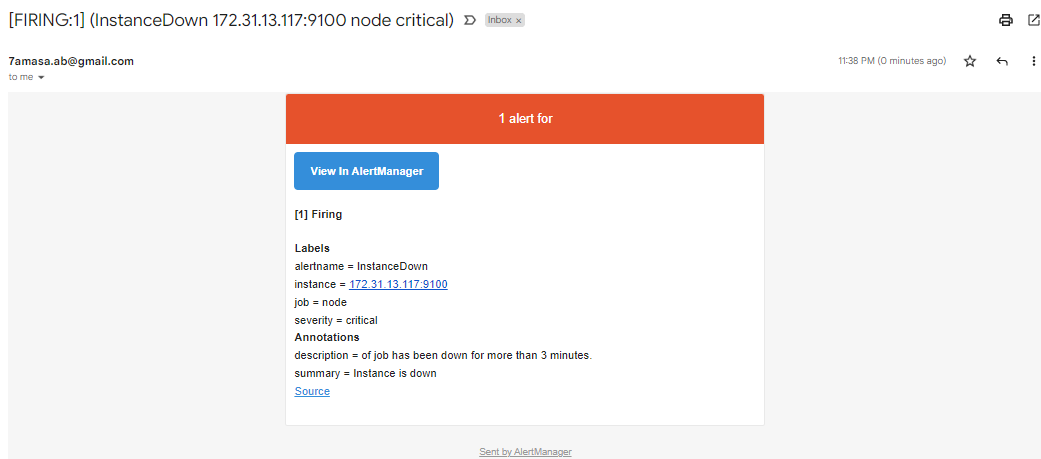 [FIRING:1] (InstanceDown 172.31.13.117:9100 node critical) Inbox ×
7amasa.ab@gmail.com 11:38 PM (0 minutes ago)
to me
1 alert for
View In AlertManager
[1] Firing
Labels
alertname = InstanceDown
instance = 172.31.13.117:9100
job = node
severity = critical
Annotations
description = of job has been down for more than 3 minutes.
summary = Instance is down
Source
Sent by AlertManager